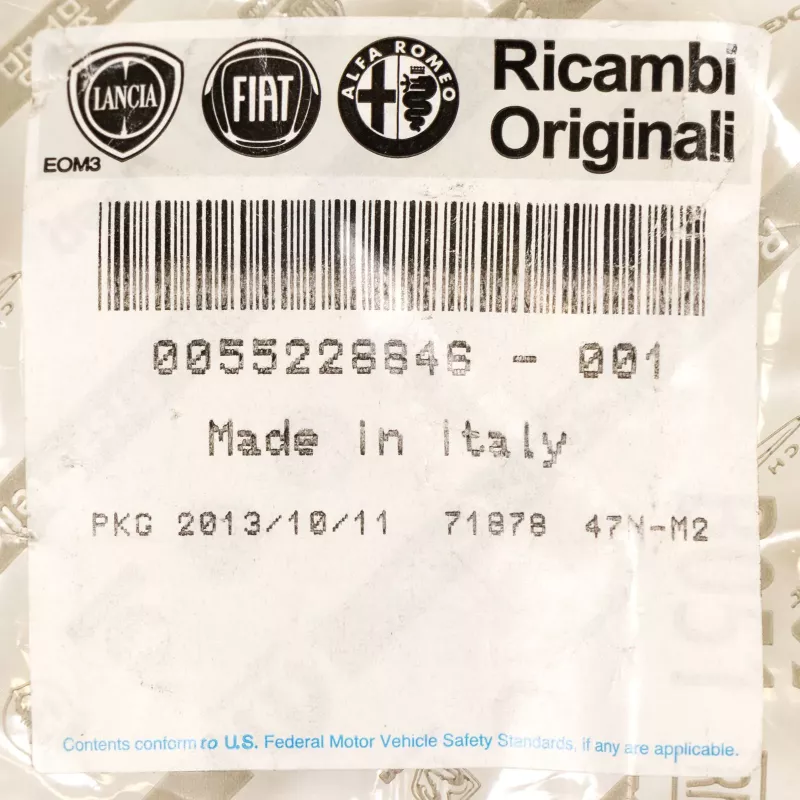 LANCIA
FIAT
ALFA ROMEO
Ricambi
Originali
EOM3
0055228846 - 001
Made in italy
PKG 2013/10/11 71878 47N-M2
Contents conform to U.S. Federal Motor Vehicle Safety Standards, if any are applicable.